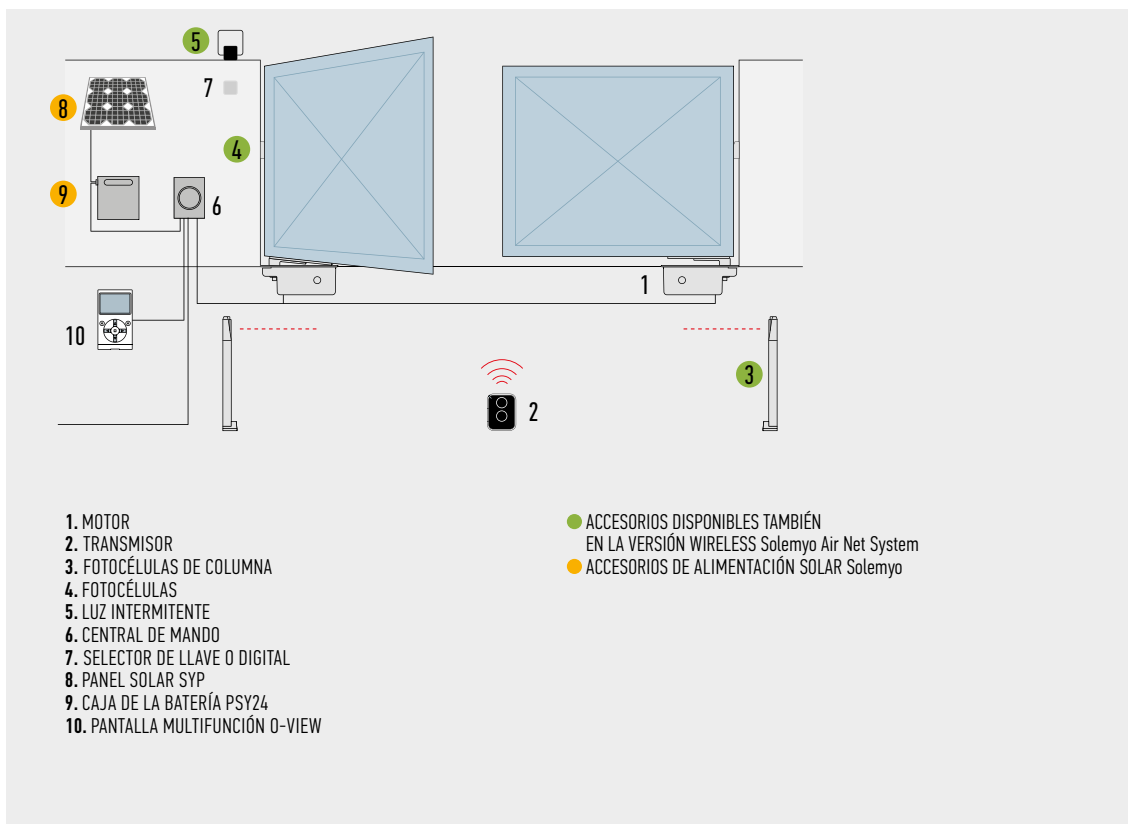 5
7
8
4
9
6
1
10
3
2
1. MOTOR
2. TRANSMISOR
3. FOTOCÉLULAS DE COLUMNA
4. FOTOCÉLULAS
5. LUZ INTERMITENTE
6. CENTRAL DE MANDO
7. SELECTOR DE LLAVE O DIGITAL
8. PANEL SOLAR SYP
9. CAJA DE LA BATERÍA PSY24
10. PANTALLA MULTIFUNCIÓN O-VIEW
ACCESORIOS DISPONIBLES TAMBIÉN
EN LA VERSIÓN WIRELESS Solemyo Air Net System
ACCESORIOS DE ALIMENTACIÓN SOLAR Solemyo